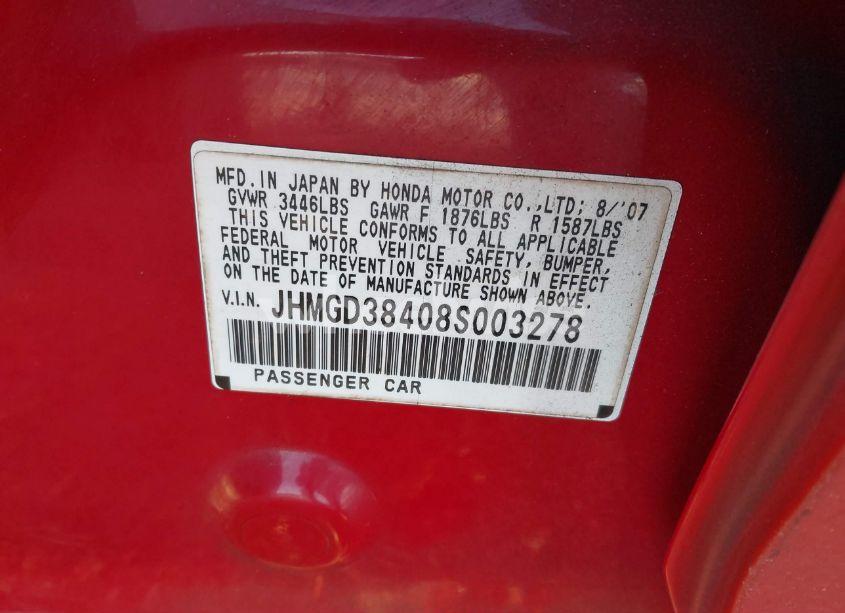 MFD. IN JAPAN BY HONDA MOTOR CO.,LTD; 8/'07
GVWR 3446LBS GAWR F 1876LBS R 1587LBS
THIS VEHICLE CONFORMS TO ALL APPLICABLE
FEDERAL MOTOR VEHICLE SAFETY, BUMPER,
AND THEFT PREVENTION STANDARDS IN EFFECT
ON THE DATE OF MANUFACTURE SHOWN ABOVE.
V.I.N. JHMGD38408S003278
PASSENGER CAR